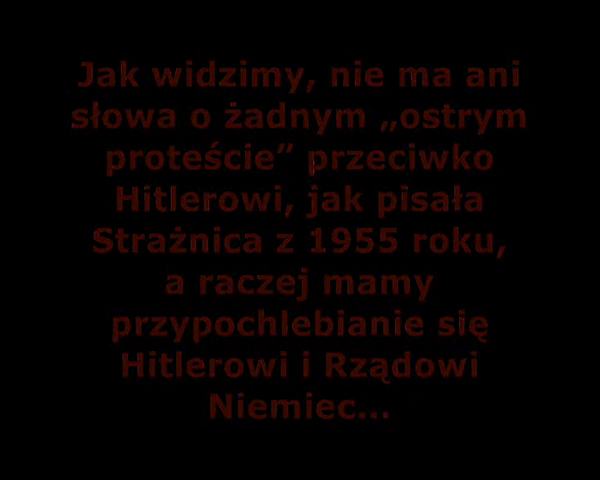 Jak widzimy, nie ma ani
słowa o żadnym „ostrym
proteście” przeciwko
Hitlerowi, jak pisała
Strażnica z 1955 roku,
a raczej mamy
przypochlebianie się
Hitlerowi i Rządowi
Niemiec...